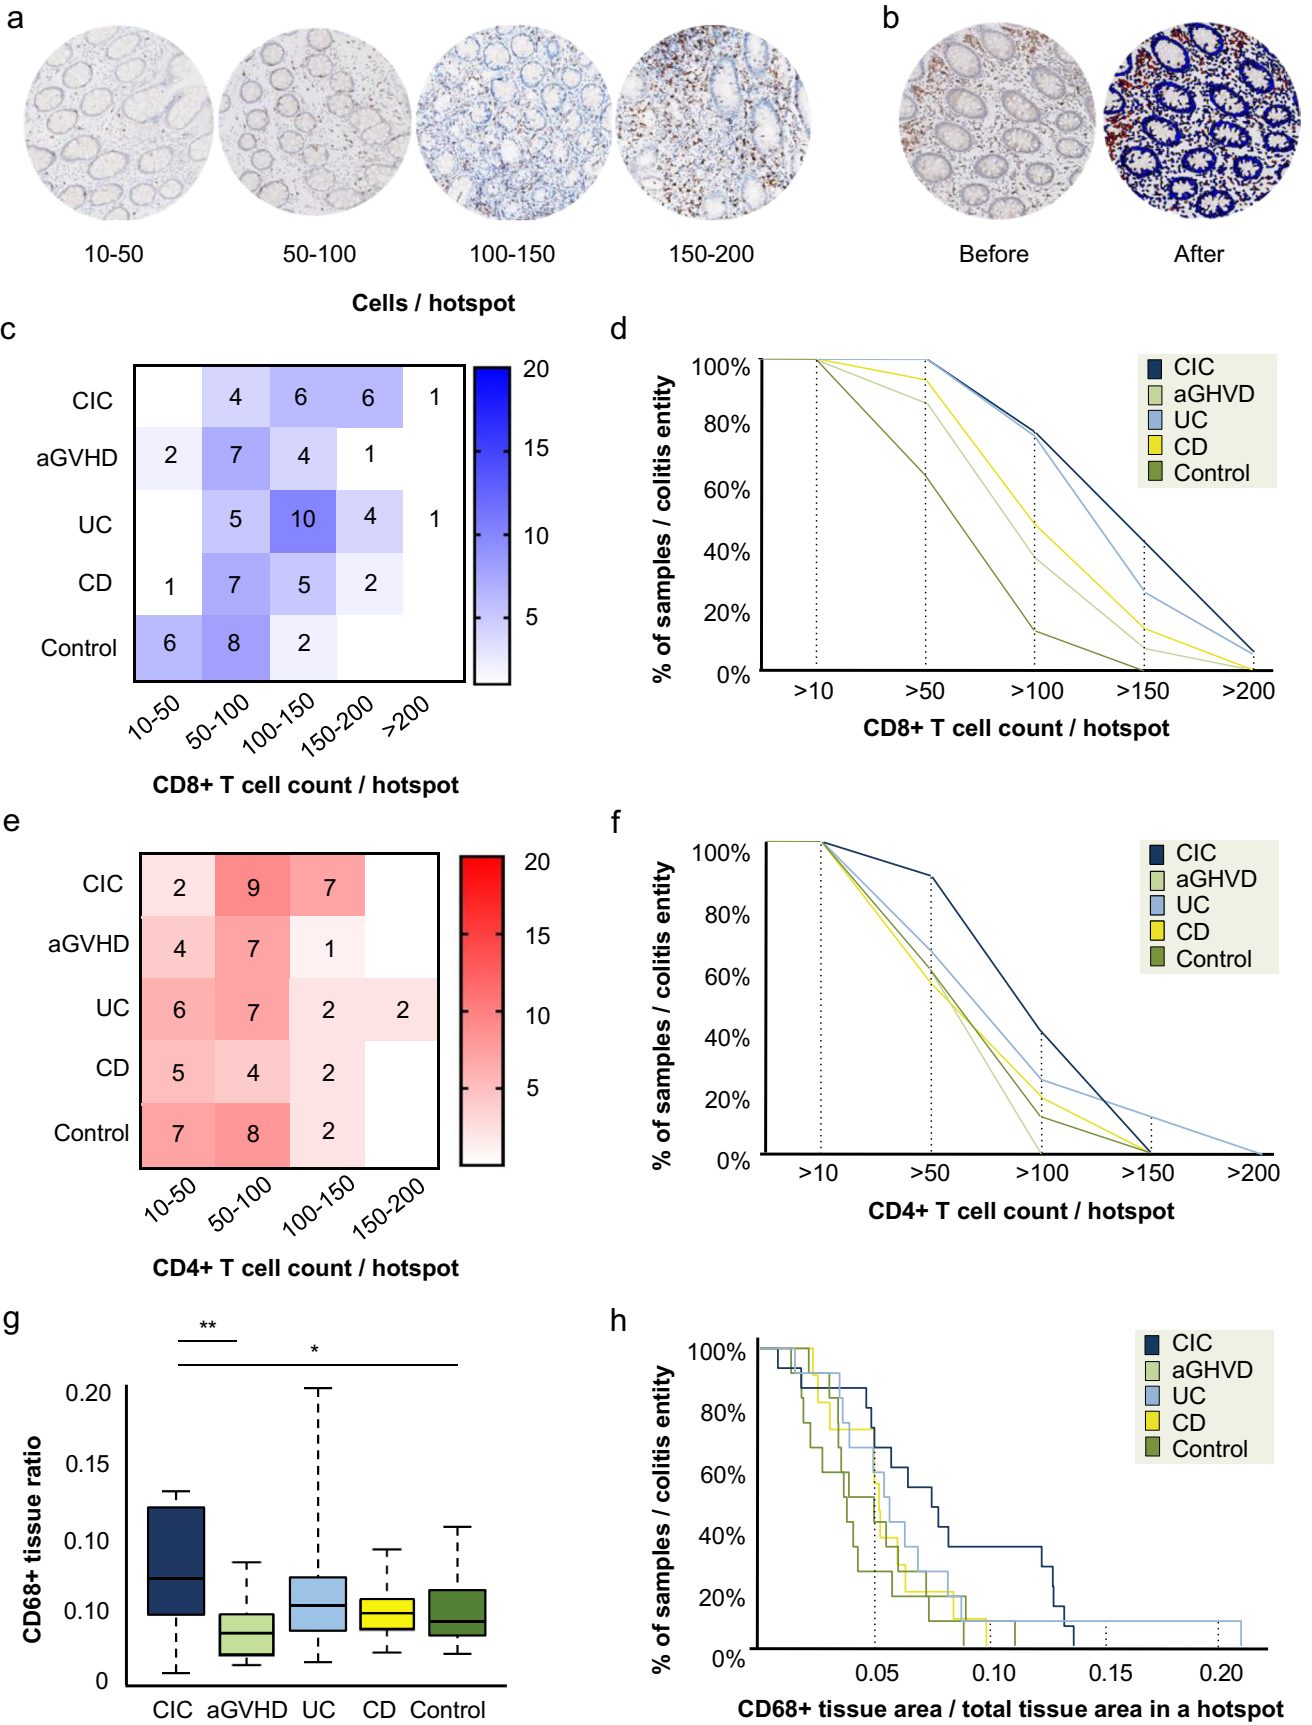 a
b
10-50
50-100
100-150
150-200
Before
After
Cells / hotspot
c
CIC
4
6
6
1
aGVHD
2
7
4
1
UC
5
10
4
1
CD
1
7
5
2
Control
6
8
2
20
15
10
5
10-50
50-100
100-150
150-200
>200
CD8+ T cell count / hotspot
d
% of samples / colitis entity
100%
80%
60%
40%
20%
0%
>10
>50
>100
>150
>200
CD8+ T cell count / hotspot
CIC
aGHVD
UC
CD
Control
e
CIC
2
9
7
aGVHD
4
7
1
UC
6
7
2
2
CD
5
4
2
Control
7
8
2
20
15
10
5
10-50
50-100
100-150
150-200
CD4+ T cell count / hotspot
f
% of samples / colitis entity
100%
80%
60%
40%
20%
0%
>10
>50
>100
>150
>200
CD4+ T cell count / hotspot
CIC
aGHVD
UC
CD
Control
g
**
*
CD68+ tissue ratio
0.20
0.15
0.10
0.10
0
CIC
aGVHD
UC
CD
Control
h
% of samples / colitis entity
100%
80%
60%
40%
20%
0%
0.05
0.10
0.15
0.20
CD68+ tissue area / total tissue area in a hotspot
CIC
aGHVD
UC
CD
Control